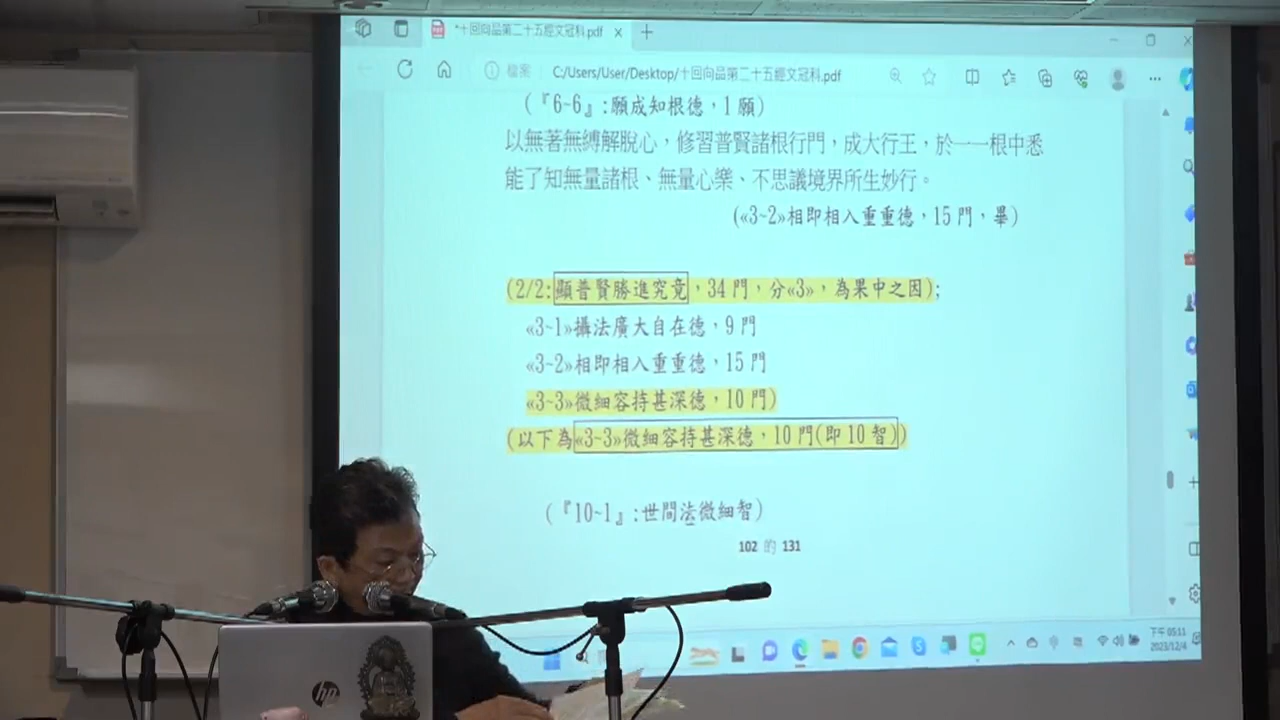 *十回向品第二十五經文冠科.pdf
檔案 C:/Users/User/Desktop/十回向品第二十五經文冠科.pdf
(『6~6』:願成知根德，1願)
以無著無縛解脫心，修習普賢諸根行門，成大行王，於一一根中悉
能了知無量諸根、無量心樂、不思議境界所生妙行。
(«3~2»相即相入重重德，15門，畢)
(2/2:顯普賢勝進究竟，34門，分«3»，為果中之因);
«3~1»攝法廣大自在德，9門
«3~2»相即相入重重德，15門
«3~3»微細容持甚深德，10門)
(以下為«3~3»微細容持甚深德，10門(即10智))
(『10~1』:世間法微細智)
102 的 131
下午 05:11
2023/12/4
hp